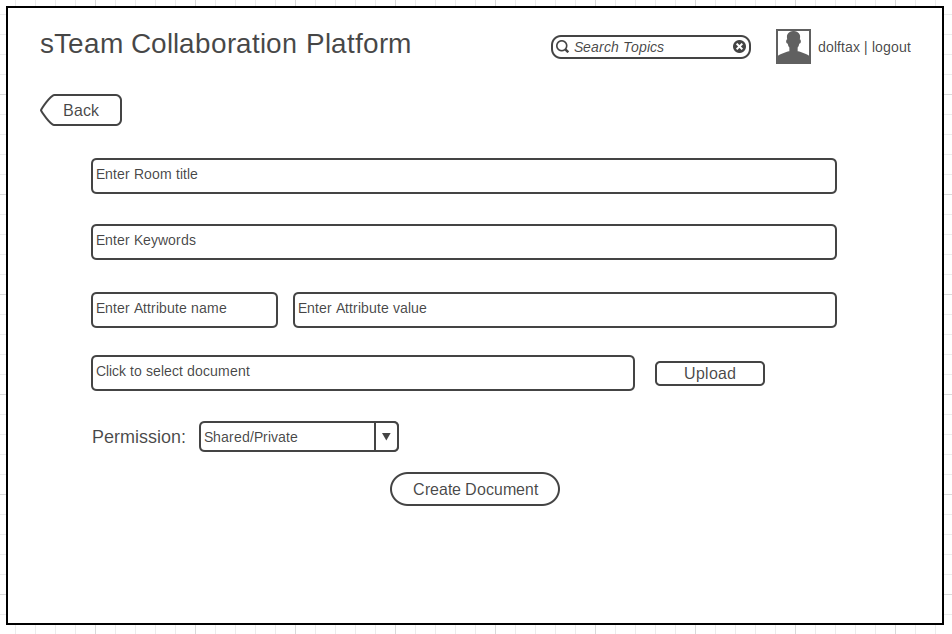 sTeam Collaboration Platform
Search Topics
dolftax | logout
Back
Enter Room title
Enter Keywords
Enter Attribute name
Enter Attribute value
Click to select document
Upload
Permission:
Shared/Private
Create Document